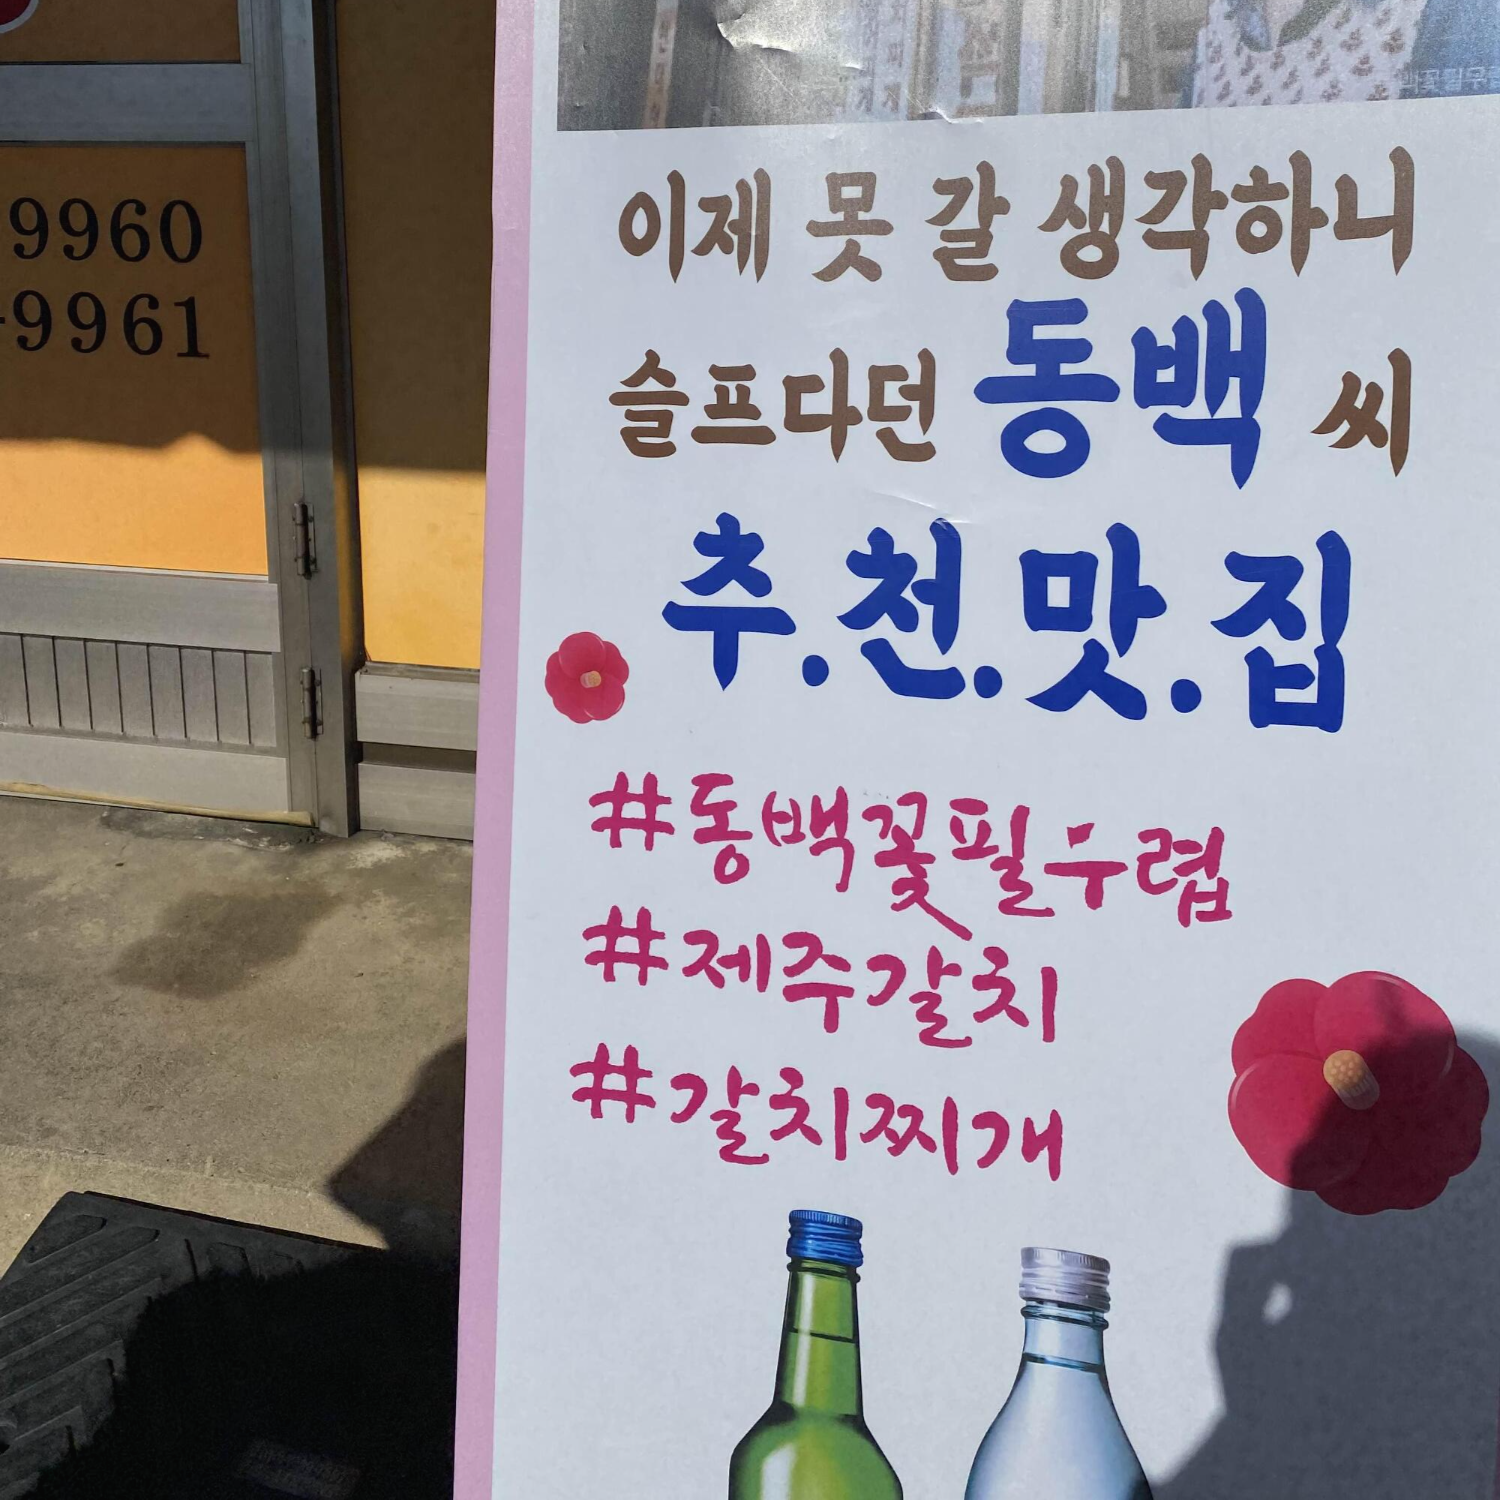 9960
-9961
이제 못 갈 생각하니
슬프다던 동백 씨
추.천.맛.집
#동백꽃필무렵
#제주갈치
#갈치찌개